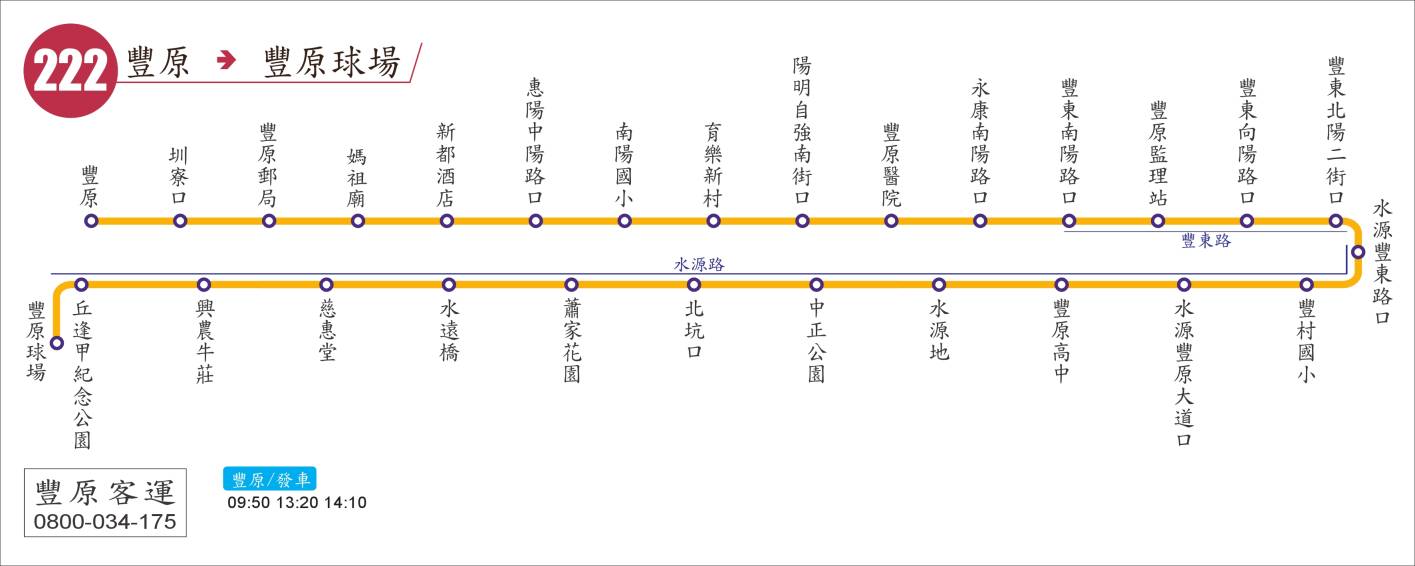 222 豐原 → 豐原球場
豐原
圳寮口
豐原郵局
媽祖廟
新都酒店
惠陽中陽路口
南陽國小
育樂新村
陽明自強南街口
豐原醫院
永康南陽路口
豐東南陽路口
豐原監理站
豐東向陽路口
豐東北陽二街口
水源豐東路口
豐東路
水源路
豐村國小
水源豐原大道口
豐原高中
水源地
中正公園
北坑口
蕭家花園
水遠橋
慈惠堂
興農牛莊
丘逢甲紀念公園
豐原球場
豐原客運
0800-034-175
豐原/發車
09:50 13:20 14:10